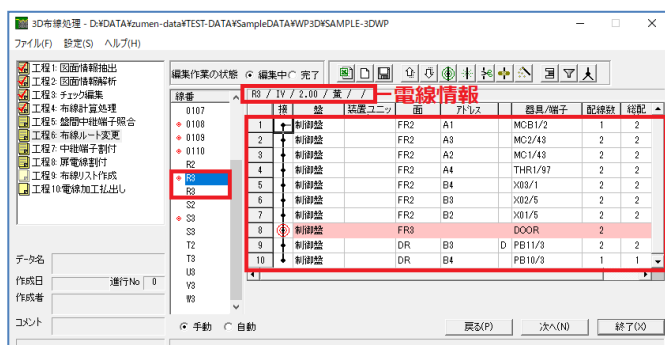 3D布線処理 - D:¥DATA¥zumen-data¥TEST-DATA¥SampleDATA¥WP3D¥SAMPLE-3DWP
ファイル(F) 設定(S) ヘルプ(H)
工程1: 図面情報抽出
工程2: 図面情報解析
工程3: チェック編集
工程4: 布線計算処理
工程5: 盤間中継端子照合
工程6: 布線ルート変更
工程7: 中継端子割付
工程8: 扉電線割付
工程9: 布線リスト作成
工程10:電線加工払出し
編集作業の状態 編集中 完了
線番
0107
0108
0109
0110
R2
R3
R3
S2
S3
S3
T2
T3
U3
V3
W3
R3 / IV / 2.00 / 黄 / /
電線情報
接 盤 装置ユニッ 面 アドレス 器具/端子 配線数 総配
1 制御盤 FR2 A1 MCB1/2 1 2
2 制御盤 FR2 A3 MC2/43 2 2
3 制御盤 FR2 A2 MC1/43 2 2
4 制御盤 FR2 A4 THR1/97 2 2
5 制御盤 FR2 B4 X03/1 2 2
6 制御盤 FR2 B3 X02/5 2 2
7 制御盤 FR2 B2 X01/5 2 2
8 制御盤 FR3 DOOR 2
9 制御盤 DR B3 D PB11/3 2 2
10 制御盤 DR B4 PB10/3 1 1
データ名
作成日 進行No 0
作成者
コメント
手動 自動
戻る(P) 次へ(N) 終了(X)